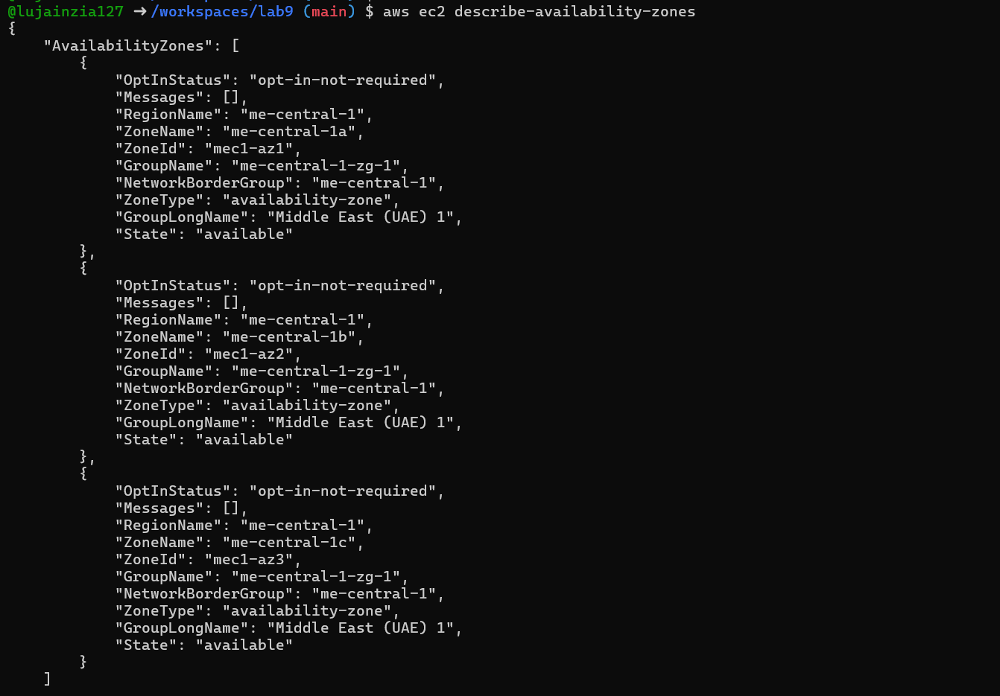 @lujainzia127 ➜ /workspaces/lab9 (main) $ aws ec2 describe-availability-zones
{
    "AvailabilityZones": [
        {
            "OptInStatus": "opt-in-not-required",
            "Messages": [],
            "RegionName": "me-central-1",
            "ZoneName": "me-central-1a",
            "ZoneId": "mec1-az1",
            "GroupName": "me-central-1-zg-1",
            "NetworkBorderGroup": "me-central-1",
            "ZoneType": "availability-zone",
            "GroupLongName": "Middle East (UAE) 1",
            "State": "available"
        },
        {
            "OptInStatus": "opt-in-not-required",
            "Messages": [],
            "RegionName": "me-central-1",
            "ZoneName": "me-central-1b",
            "ZoneId": "mec1-az2",
            "GroupName": "me-central-1-zg-1",
            "NetworkBorderGroup": "me-central-1",
            "ZoneType": "availability-zone",
            "GroupLongName": "Middle East (UAE) 1",
            "State": "available"
        },
        {
            "OptInStatus": "opt-in-not-required",
            "Messages": [],
            "RegionName": "me-central-1",
            "ZoneName": "me-central-1c",
            "ZoneId": "mec1-az3",
            "GroupName": "me-central-1-zg-1",
            "NetworkBorderGroup": "me-central-1",
            "ZoneType": "availability-zone",
            "GroupLongName": "Middle East (UAE) 1",
            "State": "available"
        }
    ]